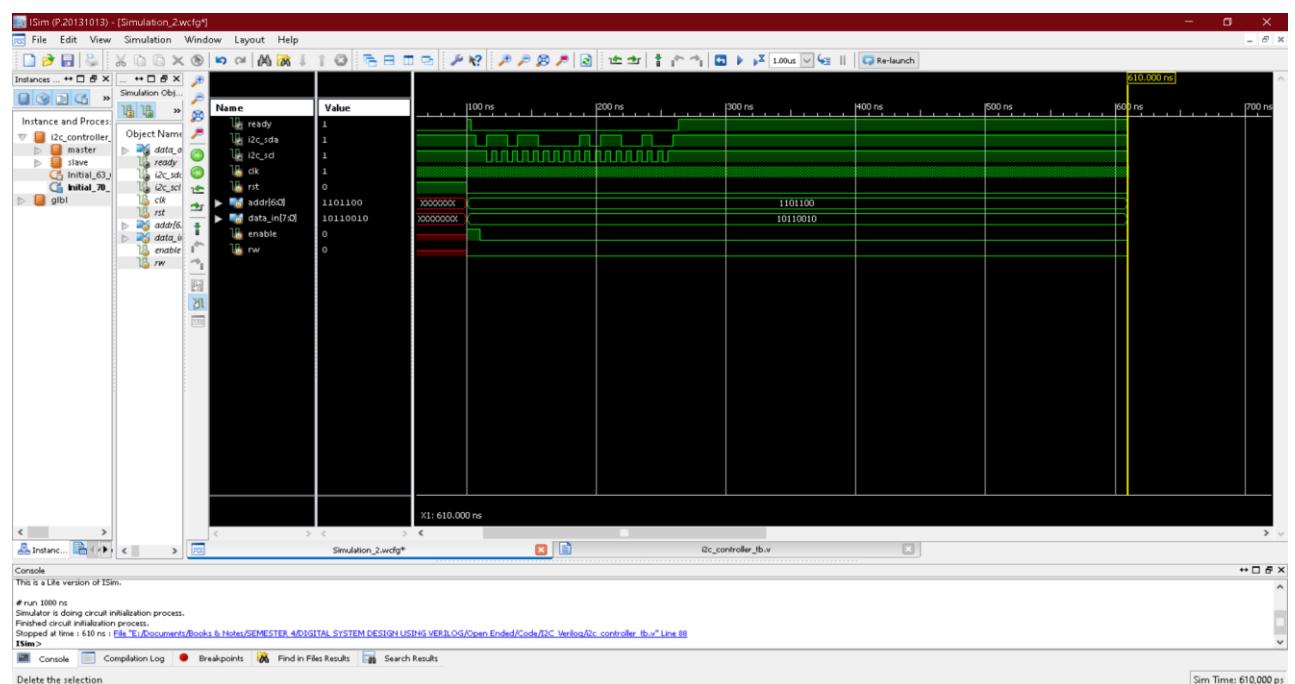 ISim (P.20131013) - [Simulation_2.wcfg*]
File Edit View Simulation Window Layout Help
1.00us Re-launch
Instances ...
Simulation Obj...
Instance and Proces:
i2c_controller_
master
slave
Initial_63_
Initial_70_
glbl
Object Name
data_o
ready
i2c_sda
i2c_scl
clk
rst
addr[6:
data_i
enable
rw
Name Value
ready 1
i2c_sda 1
i2c_scl 1
clk 1
rst 0
addr[6:0] 1101100
data_in[7:0] 10110010
enable 0
rw 0
610.000 ns
100 ns 200 ns 300 ns 400 ns 500 ns 600 ns 700 ns
XXXXXXX 1101100
XXXXXXXX 10110010
X1: 610.000 ns
Instanc... Simulation_2.wcfg* i2c_controller_tb.v
Console
This is a Lite version of ISim.
# run 1000 ns
Simulator is doing circuit initialization process.
Finished circuit initialization process.
Stopped at time : 610 ns : File "E:/Documents/Books & Notes/SEMESTER 4/DIGITAL SYSTEM DESIGN USING VERILOG/Open Ended/Code/I2C_Verilog/i2c_controller_tb.v" Line 88
ISim>
Console Compilation Log Breakpoints Find in Files Results Search Results
Delete the selection Sim Time: 610,000 ps